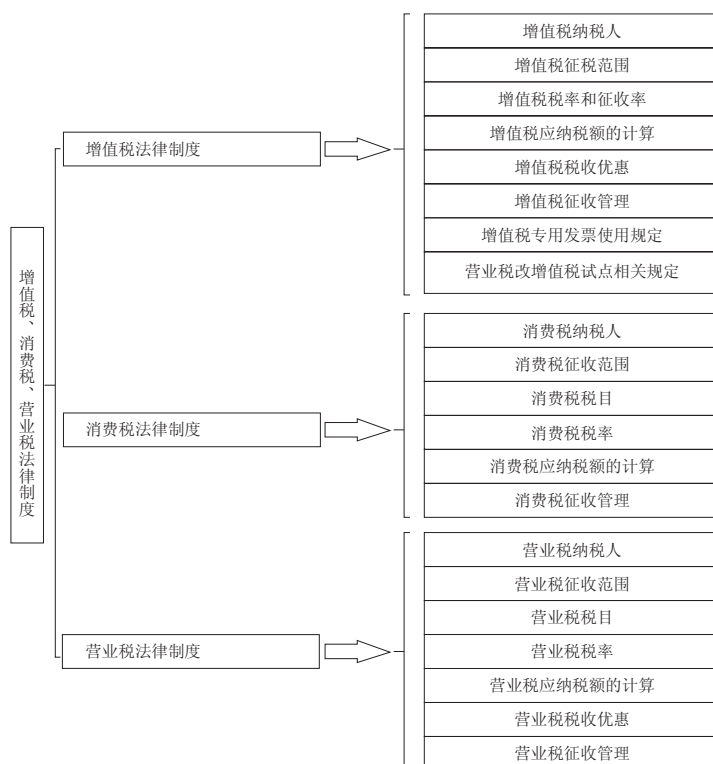 增值税、消费税、营业税法律制度
增值税法律制度
增值税纳税人
增值税征税范围
增值税税率和征收率
增值税应纳税额的计算
增值税税收优惠
增值税征收管理
增值税专用发票使用规定
营业税改增值税试点相关规定
消费税法律制度
消费税纳税人
消费税征收范围
消费税税目
消费税税率
消费税应纳税额的计算
消费税征收管理
营业税法律制度
营业税纳税人
营业税征收范围
营业税税目
营业税税率
营业税应纳税额的计算
营业税税收优惠
营业税征收管理